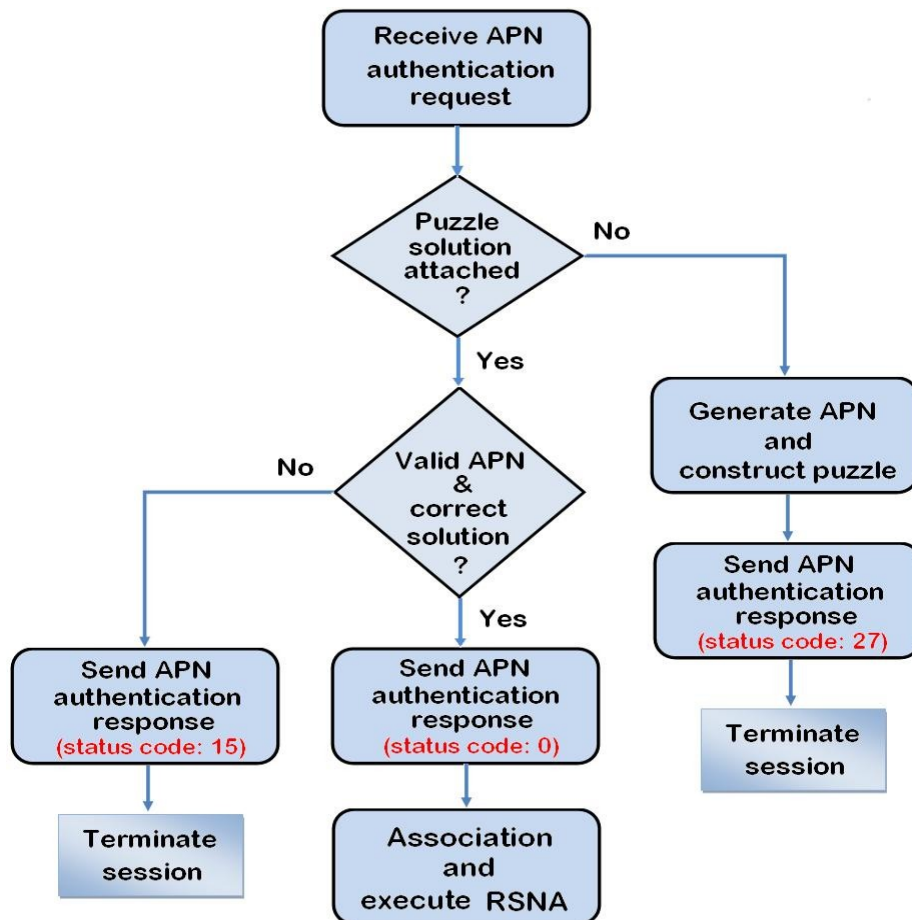 Receive APN
authentication
request
Puzzle
solution
attached
?
No
Yes
Generate APN
and
construct puzzle
No
Valid APN
&
correct
solution
?
Send APN
authentication
response
(status code: 27)
Yes
Send APN
authentication
response
(status code: 15)
Send APN
authentication
response
(status code: 0)
Terminate
session
Terminate
session
Association
and
execute RSNA